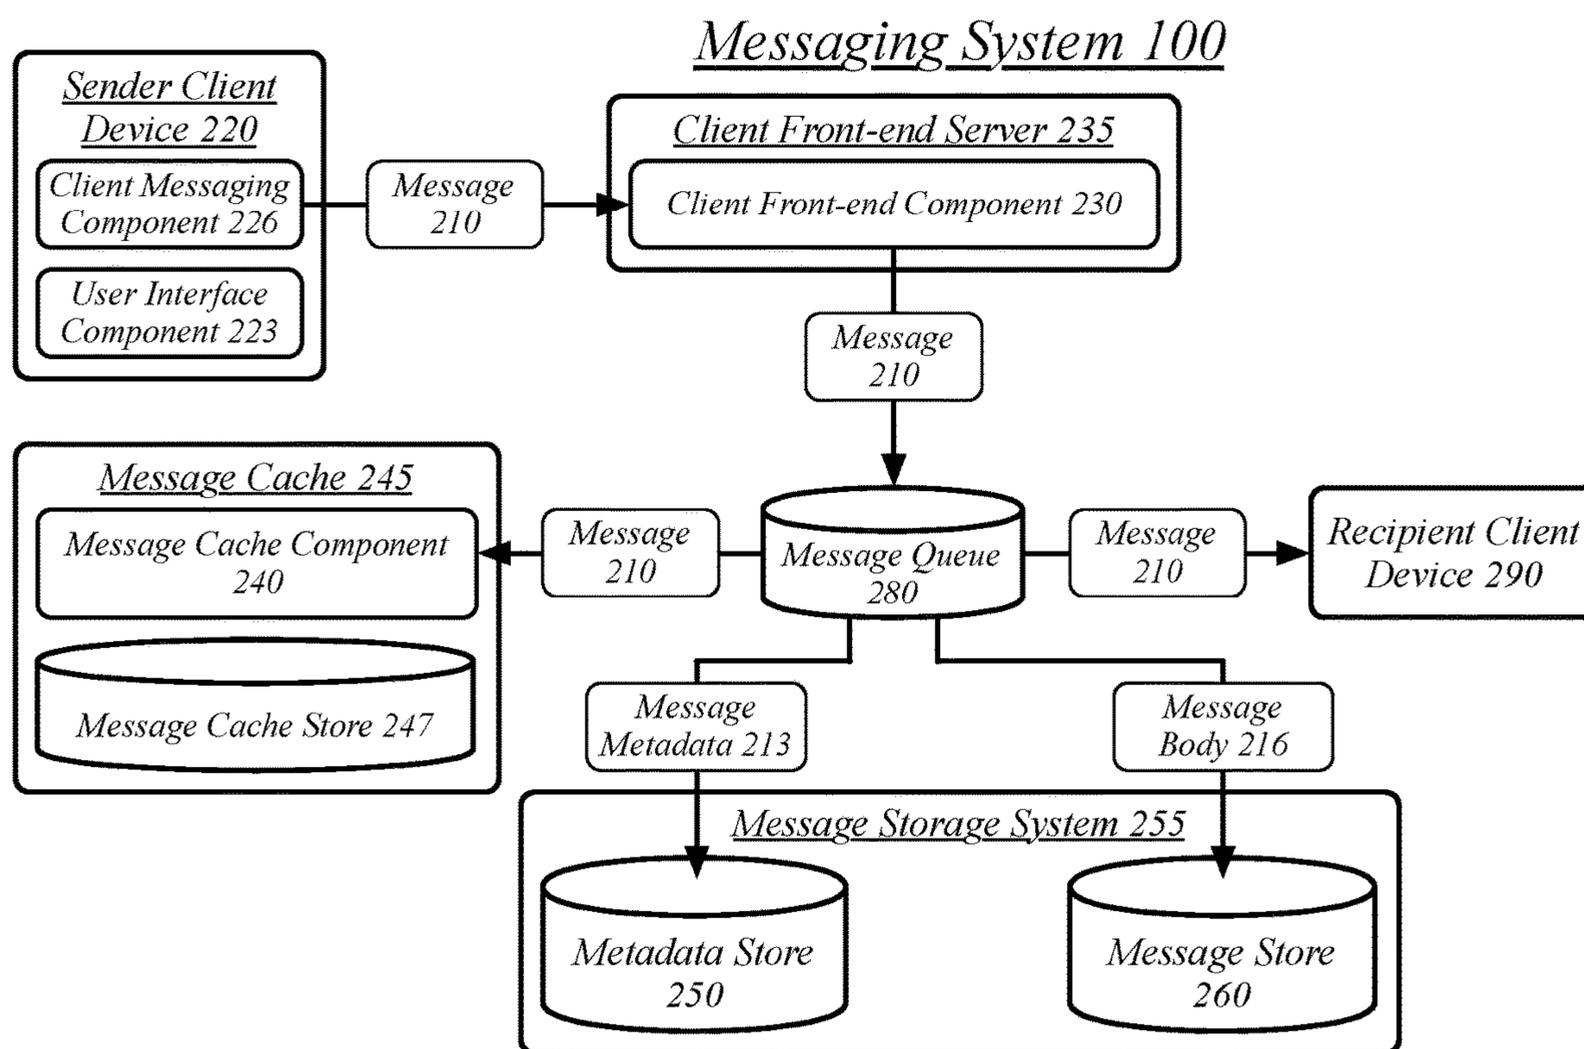 Messaging System 100
Sender Client
Device 220
Client Messaging
Component 226
User Interface
Component 223
Message
210
Client Front-end Server 235
Client Front-end Component 230
Message
210
Message Cache 245
Message Cache Component
240
Message Cache Store 247
Message
210
Message Queue
280
Message
210
Recipient Client
Device 290
Message
Metadata 213
Message
Body 216
Message Storage System 255
Metadata Store
250
Message Store
260